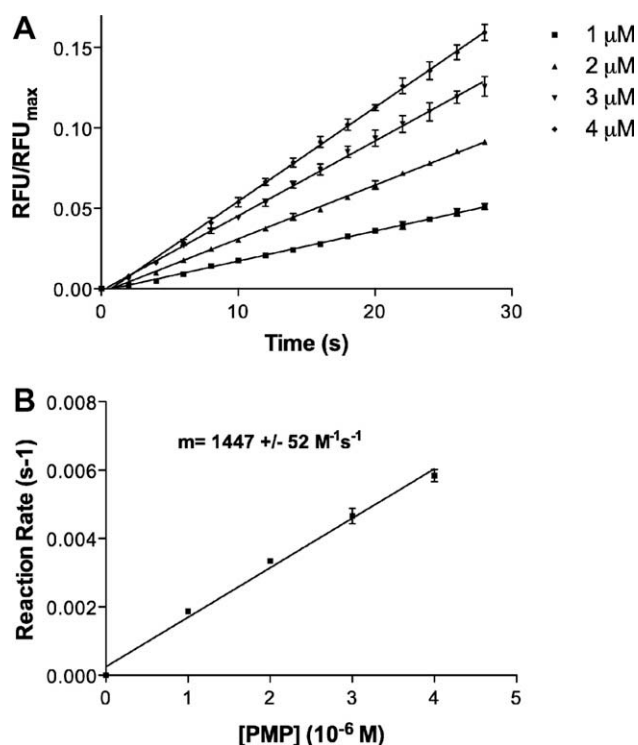 A
RFU/RFUmax
0.15
0.10
0.05
0.00
0
10
20
30
Time (s)
1 μM
2 μM
3 μM
4 μM
B
Reaction Rate (s-1)
0.008
0.006
0.004
0.002
0.000
m= 1447 +/- 52 M⁻¹s⁻¹
0
1
2
3
4
5
[PMP] (10⁻⁶ M)